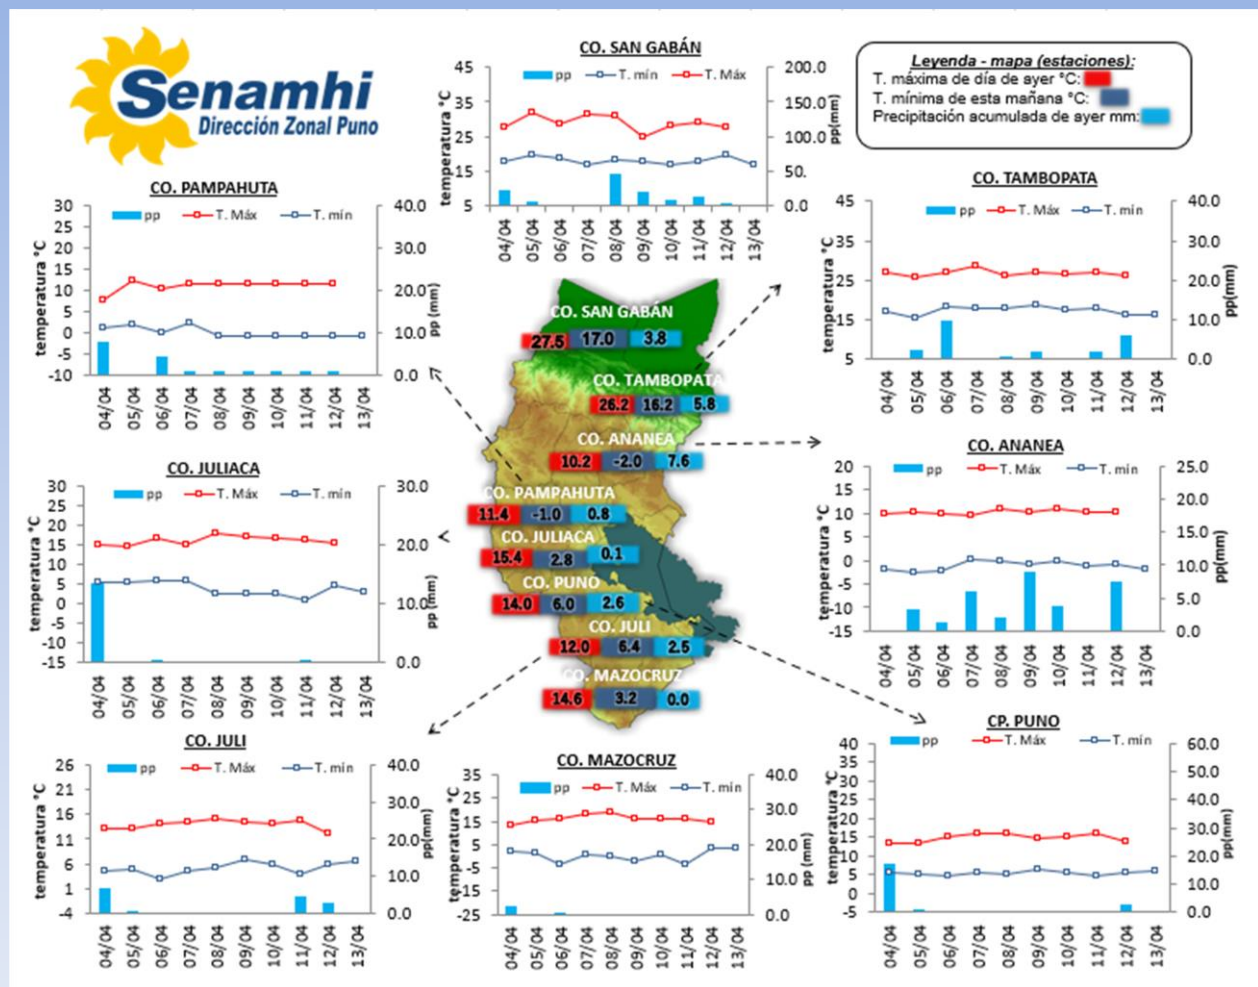 Senamhi
Dirección Zonal Puno
CO. SAN GABÁN
pp T. mín T. Máx
temperatura °C
45
35
25
15
5
200.0
150.0
100.0
50.
0.0
pp(mm)
04/04 05/04 06/04 07/04 08/04 09/04 10/04 11/04 12/04 13/04
Leyenda - mapa (estaciones):
T. máxima de día de ayer °C:
T. mínima de esta mañana °C:
Precipitación acumulada de ayer mm:
CO. PAMPAHUTA
pp T. Máx T. mín
temperatura °C
30
25
20
15
10
5
0
-5
-10
40.0
30.0
20.0
10.0
0.0
pp (mm)
04/04 05/04 06/04 07/04 08/04 09/04 10/04 11/04 12/04 13/04
CO. TAMBOPATA
pp T. Máx T. mín
temperatura °C
45
35
25
15
5
40.0
30.0
20.0
10.0
0.0
pp(mm)
04/04 05/04 06/04 07/04 08/04 09/04 10/04 11/04 12/04 13/04
CO. SAN GABÁN
27.5 17.0 3.8
CO. TAMBOPATA
26.2 16.2 5.8
CO. ANANEA
10.2 -2.0 7.6
CO. PAMPAHUTA
11.4 -1.0 0.8
CO. JULIACA
15.4 2.8 0.1
CO. PUNO
14.0 6.0 2.6
CO. JULI
12.0 6.4 2.5
CO. MAZOCRUZ
14.6 3.2 0.0
CO. JULIACA
pp T. Máx T. mín
temperatura °C
30
25
20
15
10
5
0
-5
-10
-15
30.0
20.0
10.0
0.0
pp (mm)
04/04 05/04 06/04 07/04 08/04 09/04 10/04 11/04 12/04 13/04
CO. ANANEA
pp T. Máx T. mín
temperatura °C
20
15
10
5
0
-5
-10
-15
25.0
20.0
15.0
10.0
5.0
0.0
pp(mm)
04/04 05/04 06/04 07/04 08/04 09/04 10/04 11/04 12/04 13/04
CO. JULI
pp T. Máx T. mín
temperatura °C
26
21
16
11
6
1
-4
40.0
30.0
20.0
10.0
0.0
pp(mm)
04/04 05/04 06/04 07/04 08/04 09/04 10/04 11/04 12/04 13/04
CO. MAZOCRUZ
pp T. Máx T. mín
temperatura °C
35
25
15
5
-5
-15
-25
40.0
30.0
20.0
10.0
0.0
pp (mm)
04/04 05/04 06/04 07/04 08/04 09/04 10/04 11/04 12/04 13/04
CP. PUNO
pp T. Máx T. mín
temperatura °C
40
35
30
25
20
15
10
5
0
-5
60.0
50.0
40.0
30.0
20.0
10.0
0.0
pp(mm)
04/04 05/04 06/04 07/04 08/04 09/04 10/04 11/04 12/04 13/04